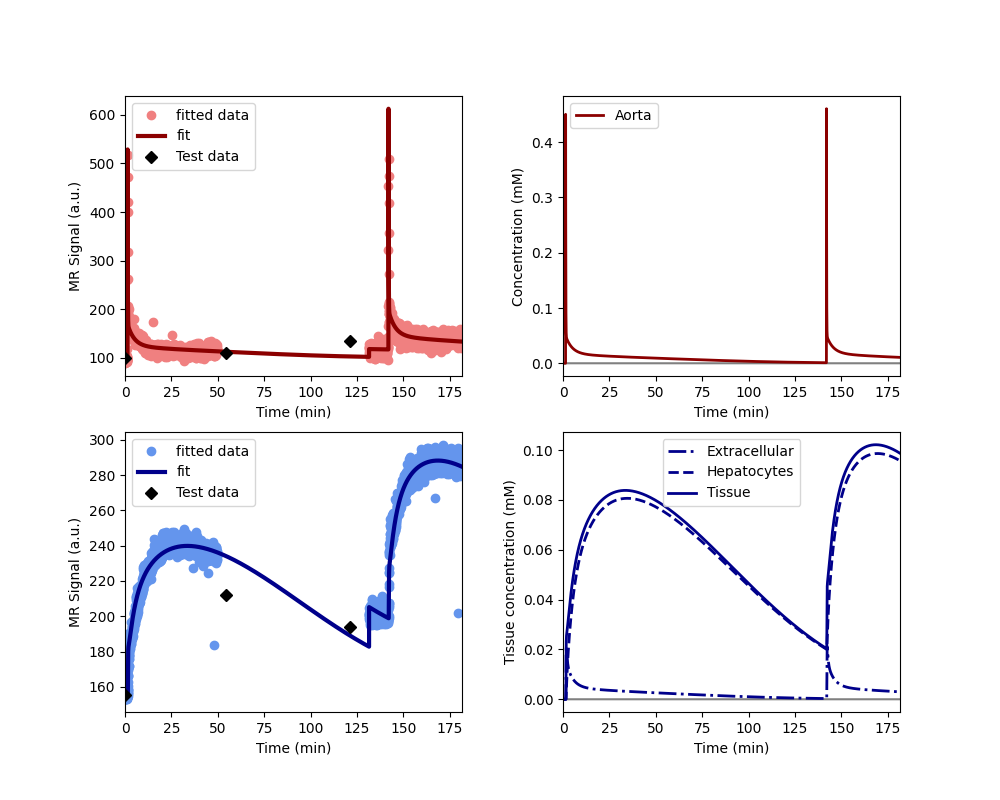 fitted data
fit
Test data
MR Signal (a.u.)
600
500
400
300
200
100
0 25 50 75 100 125 150 175
Time (min)
Aorta
Concentration (mM)
0.4
0.3
0.2
0.1
0.0
0 25 50 75 100 125 150 175
Time (min)
fitted data
fit
Test data
MR Signal (a.u.)
300
280
260
240
220
200
180
160
0 25 50 75 100 125 150 175
Time (min)
Extracellular
Hepatocytes
Tissue
Tissue concentration (mM)
0.10
0.08
0.06
0.04
0.02
0.00
0 25 50 75 100 125 150 175
Time (min)